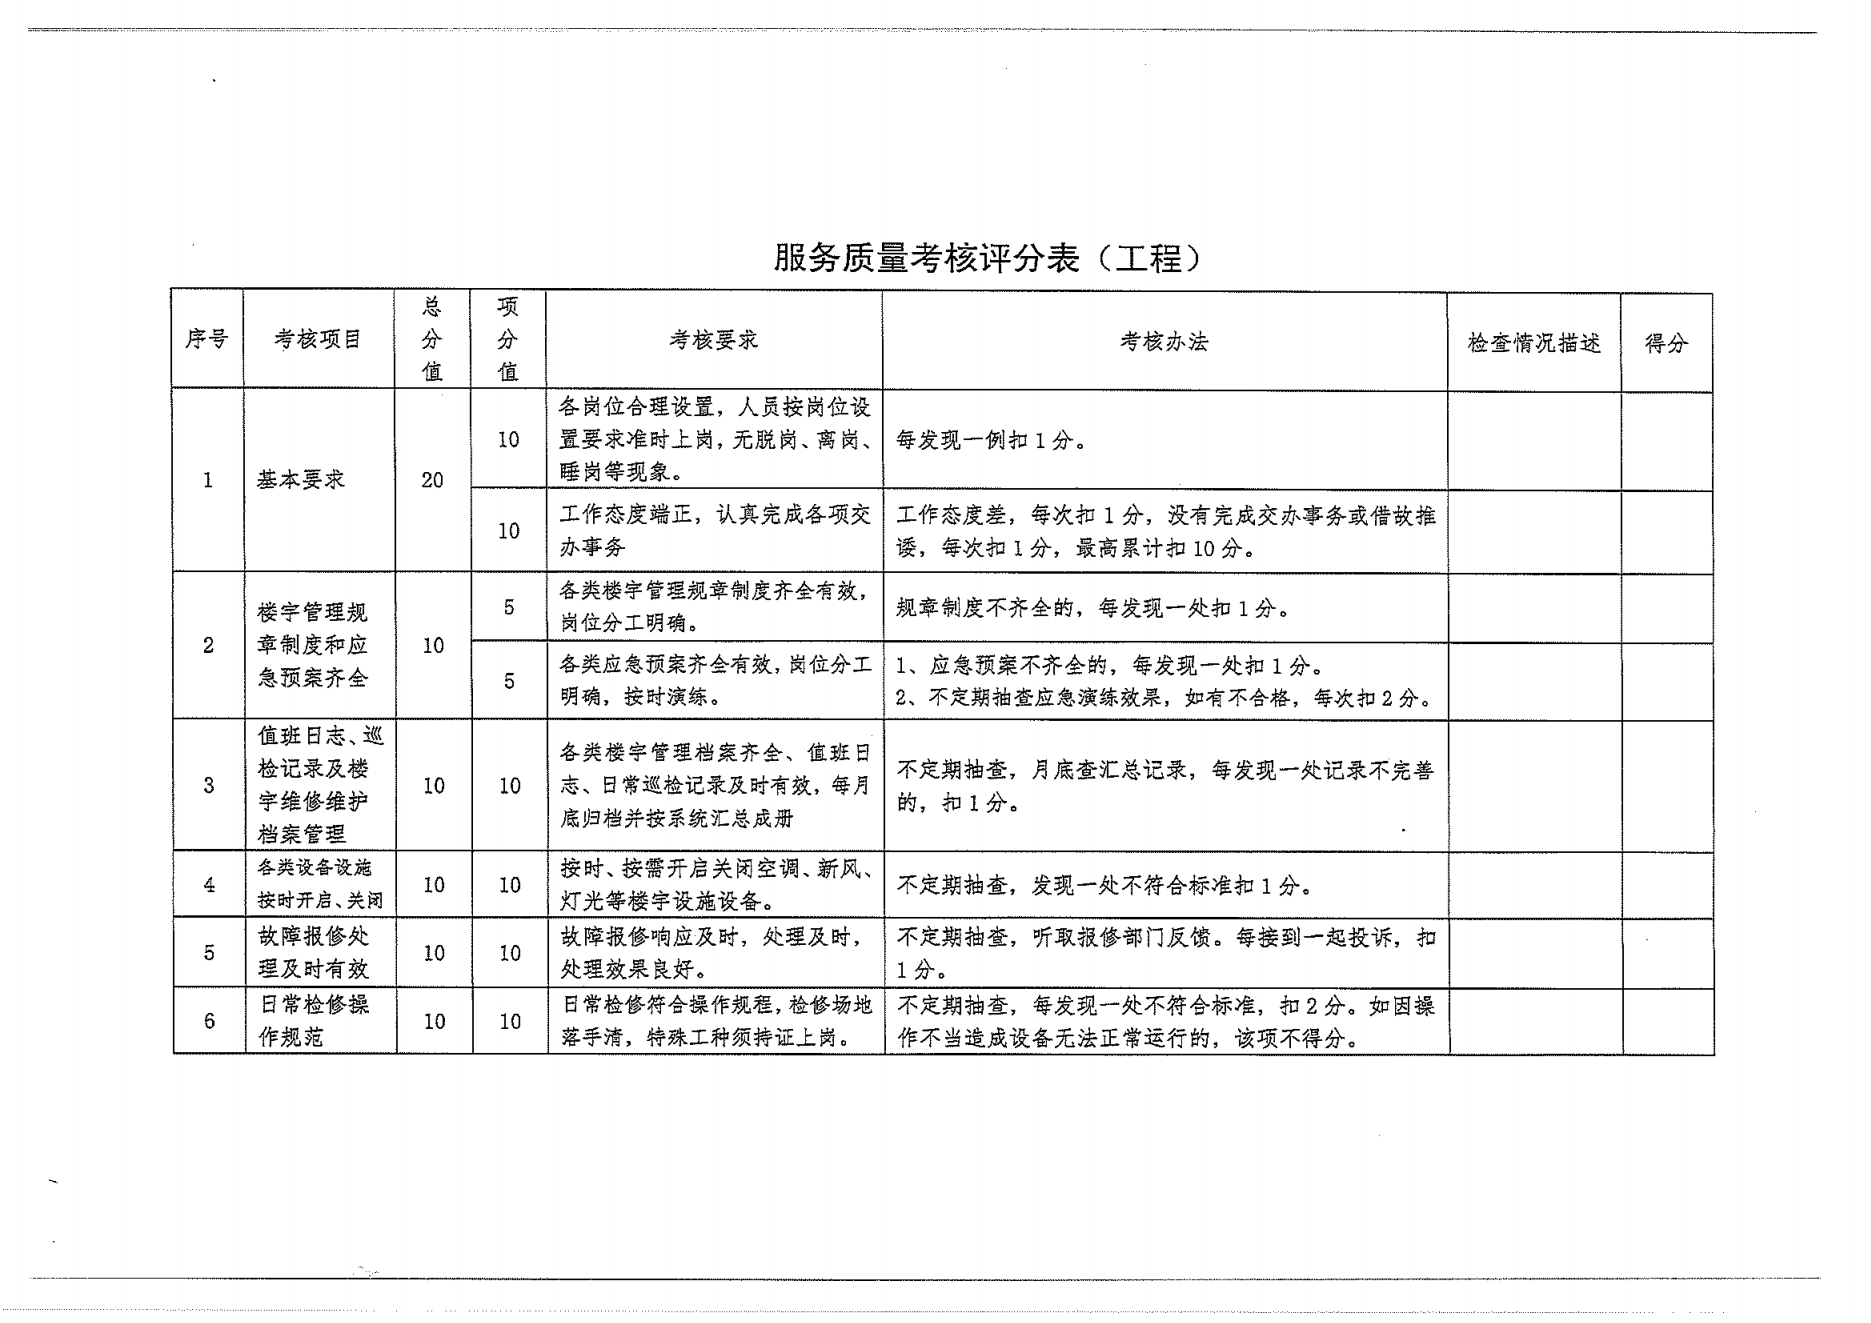 服务质量考核评分表（工程）
序号
考核项目
总
分
值
项
分
值
考核要求
考核办法
检查情况描述
得分
1
基本要求
20
10
各岗位合理设置，人员按岗位设
置要求准时上岗，无脱岗、离岗、
睡岗等现象。
每发现一例扣1分。
10
工作态度端正，认真完成各项交
办事务
工作态度差，每次扣1分，没有完成交办事务或借故推
诿，每次扣1分，最高累计扣10分。
2
楼宇管理规
章制度和应
急预案齐全
10
5
各类楼宇管理规章制度齐全有效，
岗位分工明确。
规章制度不齐全的，每发现一处扣1分。
5
各类应急预案齐全有效，岗位分工
明确，按时演练。
1、应急预案不齐全的，每发现一处扣1分。
2、不定期抽查应急演练效果，如有不合格，每次扣2分。
3
值班日志、巡
检记录及楼
宇维修维护
档案管理
10
10
各类楼宇管理档案齐全、值班日
志、日常巡检记录及时有效，每月
底归档并按系统汇总成册
不定期抽查，月底查汇总记录，每发现一处记录不完善
的，扣1分。
4
各类设备设施
按时开启、关闭
10
10
按时、按需开启关闭空调、新风、
灯光等楼宇设施设备。
不定期抽查，发现一处不符合标准扣1分。
5
故障报修处
理及时有效
10
10
故障报修响应及时，处理及时，
处理效果良好。
不定期抽查，听取报修部门反馈。每接到一起投诉，扣
1分。
6
日常检修操
作规范
10
10
日常检修符合操作规程，检修场地
落手清，特殊工种须持证上岗。
不定期抽查，每发现一处不符合标准，扣2分。如因操
作不当造成设备无法正常运行的，该项不得分。